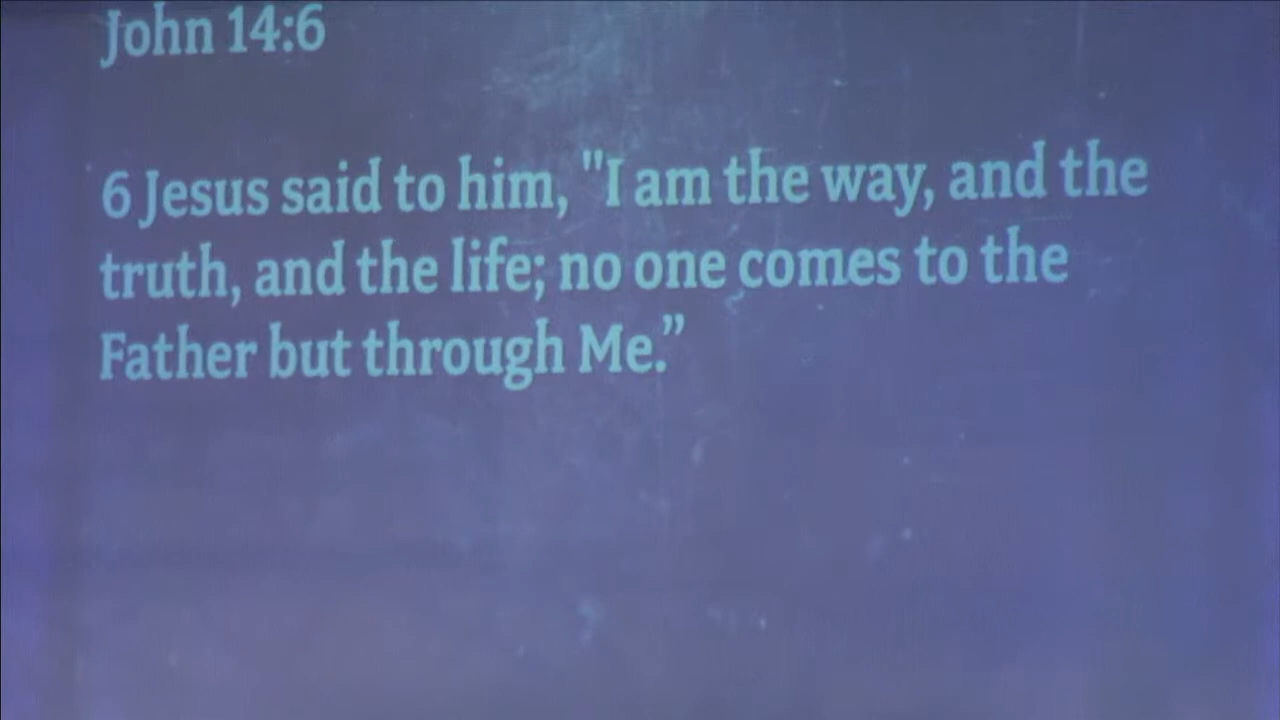 John 14:6
6 Jesus said to him, "I am the way, and the
truth, and the life; no one comes to the
Father but through Me.”